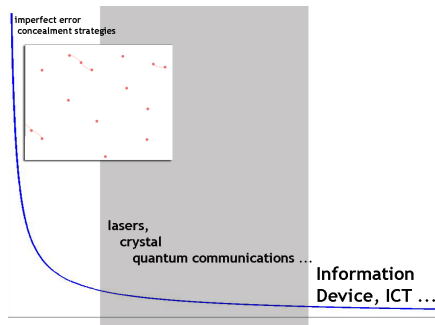 imperfect error
concealment strategies
lasers,
crystal
quantum communications ...
Information
Device, ICT ...